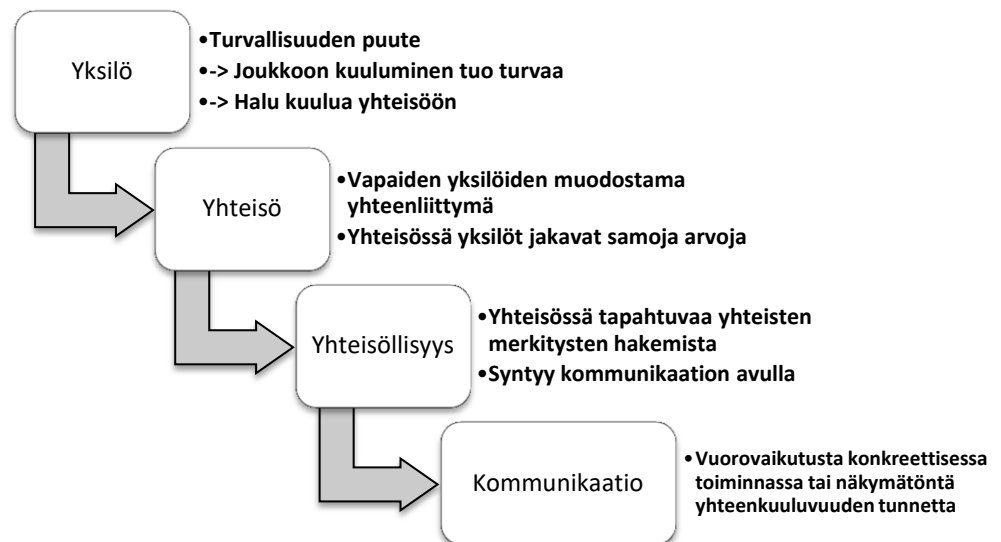 Yksilö
•Turvallisuuden puute
•-> Joukkoon kuuluminen tuo turvaa
•-> Halu kuulua yhteisöön
Yhteisö
•Vapaiden yksilöiden muodostama
yhteenliittymä
•Yhteisössä yksilöt jakavat samoja arvoja
Yhteisöllisyys
•Yhteisössä tapahtuvaa yhteisten
merkitysten hakemista
•Syntyy kommunikaation avulla
Kommunikaatio
•Vuorovaikutusta konkreettisessa
toiminnassa tai näkymätöntä
yhteenkuuluvuuden tunnetta